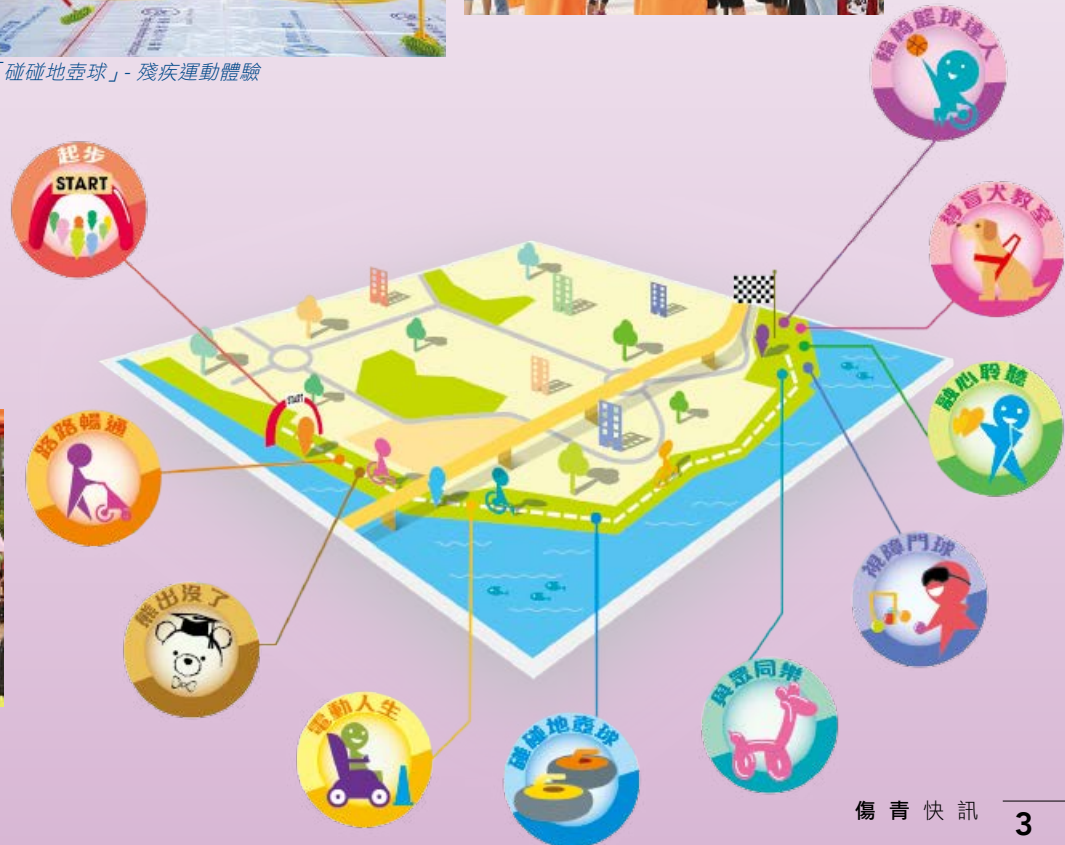 「碰碰地壺球」- 殘疾運動體驗
輪椅籃球達人
起步
START
導盲犬教室
START
融心聆聽
路路暢通
視障門球
熊出沒了
與眾同樂
電動人生
碰碰地壺球
傷青快訊 3